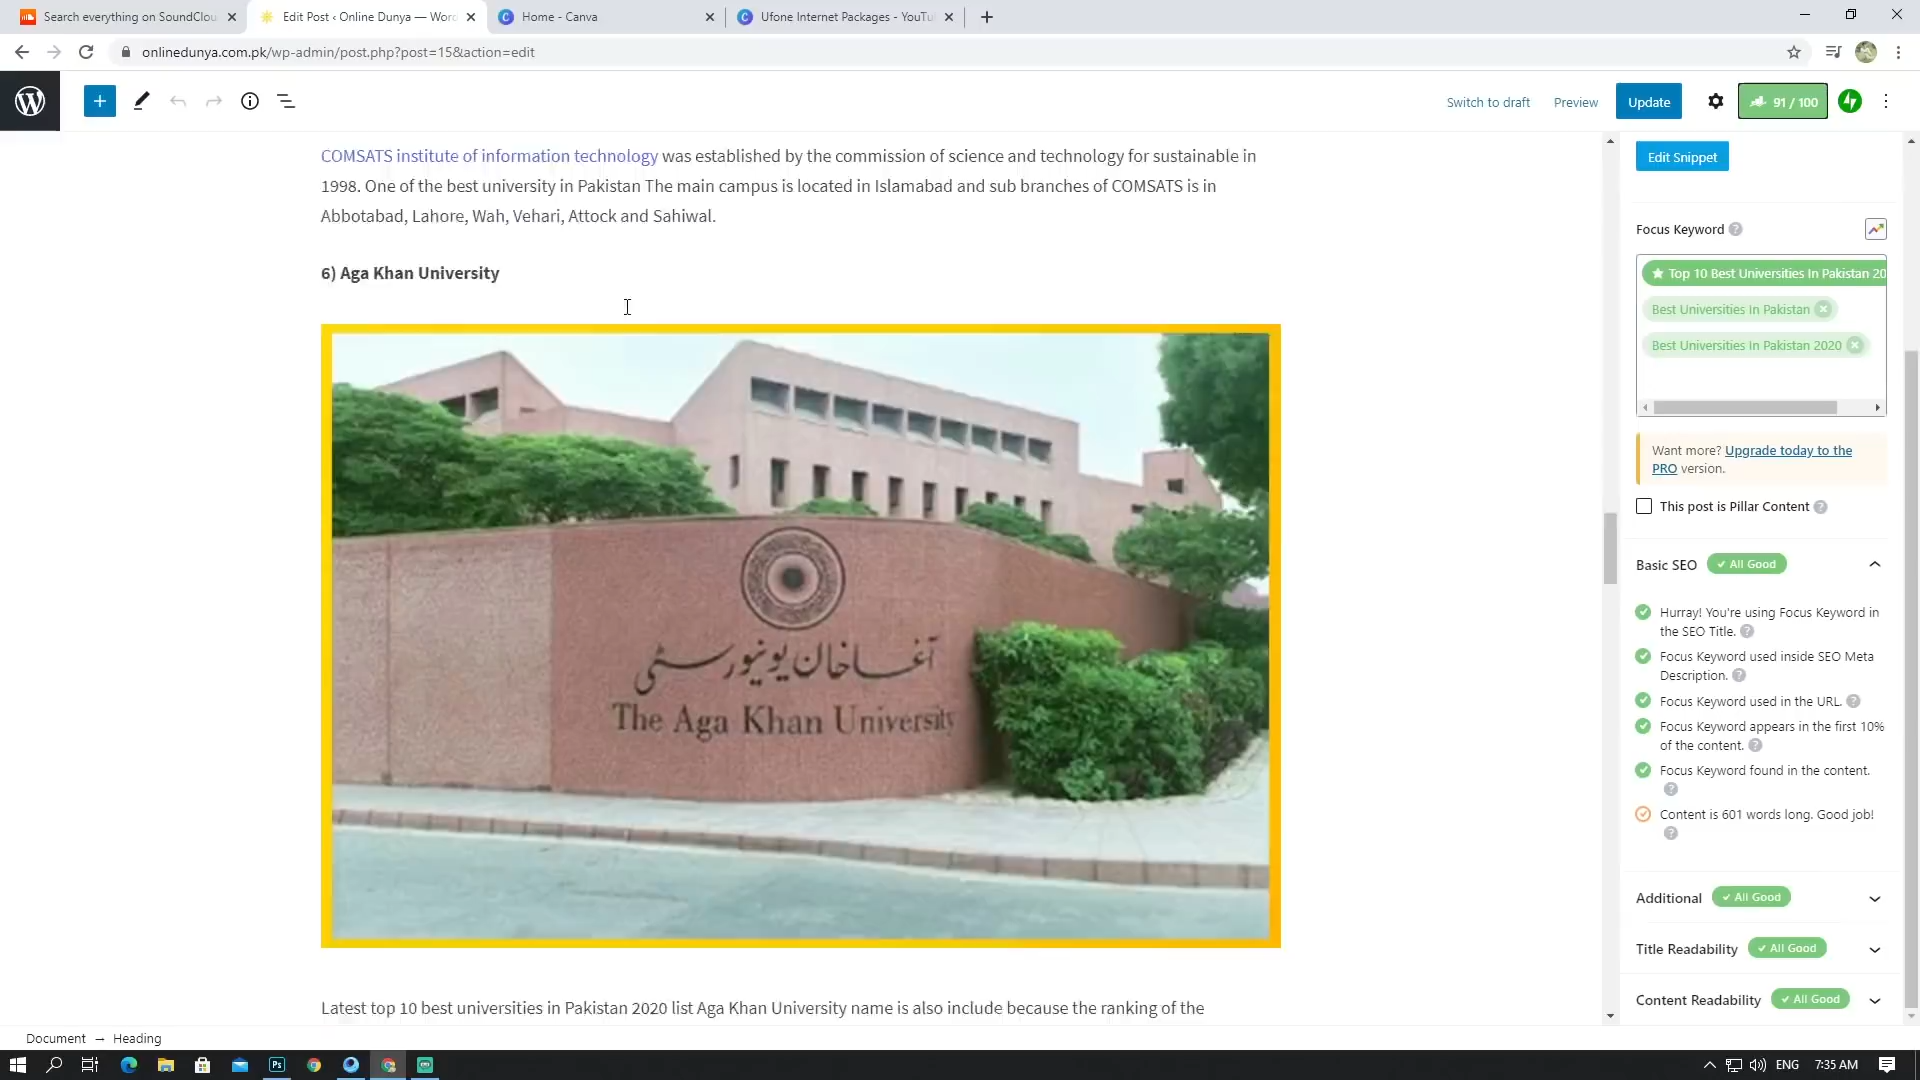 Search everything on SoundClou
Edit Post ‹ Online Dunya — Word
Home - Canva
Ufone Internet Packages - YouTu
onlinedunya.com.pk/wp-admin/post.php?post=15&action=edit
Switch to draft
Preview
Update
91 / 100
COMSATS institute of information technology was established by the commission of science and technology for sustainable in
1998. One of the best university in Pakistan The main campus is located in Islamabad and sub branches of COMSATS is in
Abbotabad, Lahore, Wah, Vehari, Attock and Sahiwal.
6) Aga Khan University
آغا خان یونیورسٹی
The Aga Khan University
Latest top 10 best universities in Pakistan 2020 list Aga Khan University name is also include because the ranking of the
Edit Snippet
Focus Keyword
Top 10 Best Universities In Pakistan 20
Best Universities In Pakistan
Best Universities In Pakistan 2020
Want more? Upgrade today to the
PRO version.
This post is Pillar Content
Basic SEO
All Good
Hurray! You're using Focus Keyword in
the SEO Title.
Focus Keyword used inside SEO Meta
Description.
Focus Keyword used in the URL.
Focus Keyword appears in the first 10%
of the content.
Focus Keyword found in the content.
Content is 601 words long. Good job!
Additional
All Good
Title Readability
All Good
Content Readability
All Good
Document → Heading
Ps
ENG
7:35 AM